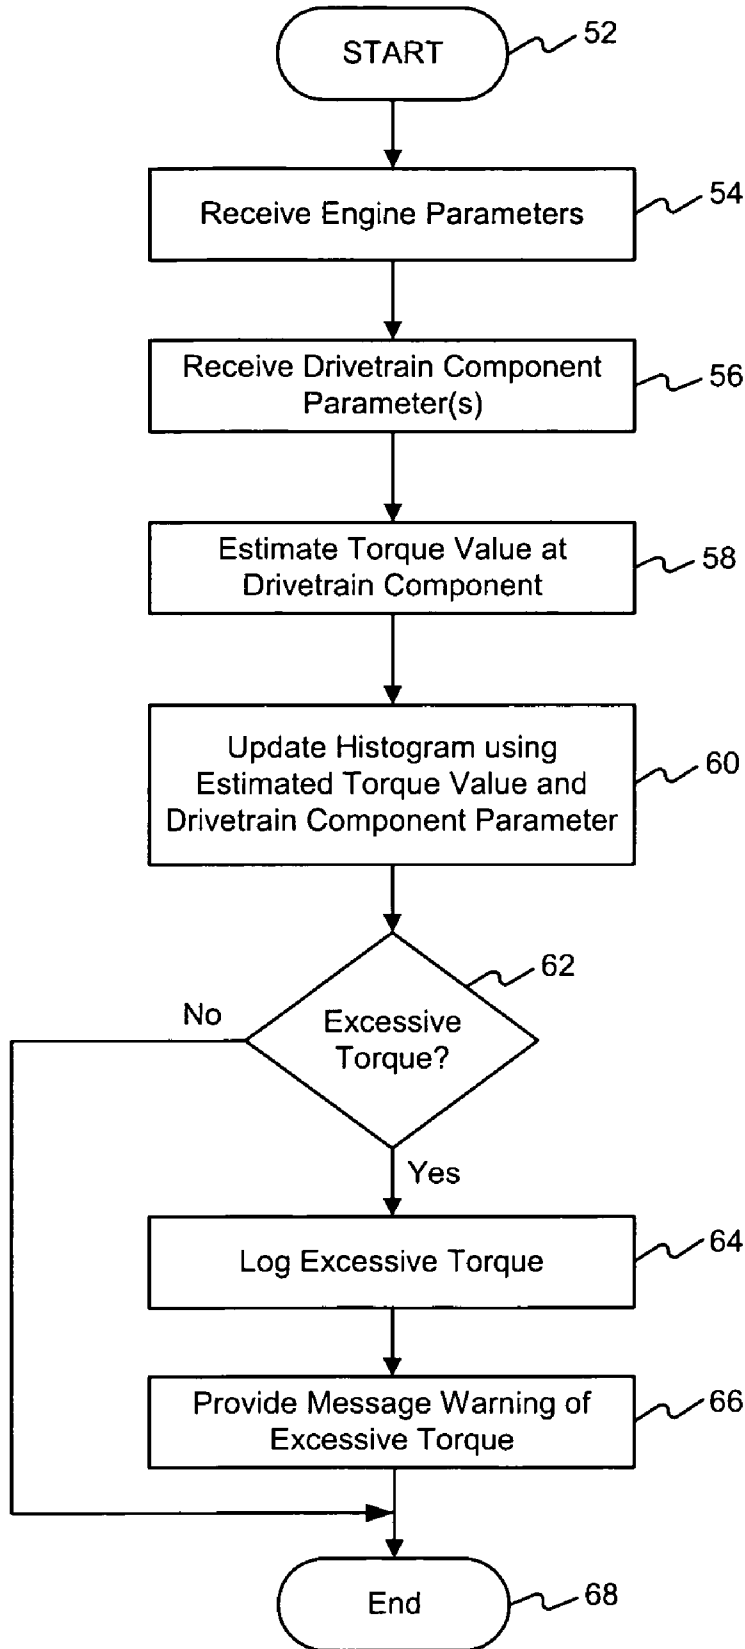 START
52
Receive Engine Parameters
54
Receive Drivetrain Component
Parameter(s)
56
Estimate Torque Value at
Drivetrain Component
58
Update Histogram using
Estimated Torque Value and
Drivetrain Component Parameter
60
62
No
Excessive
Torque?
Yes
Log Excessive Torque
64
Provide Message Warning of
Excessive Torque
66
End
68